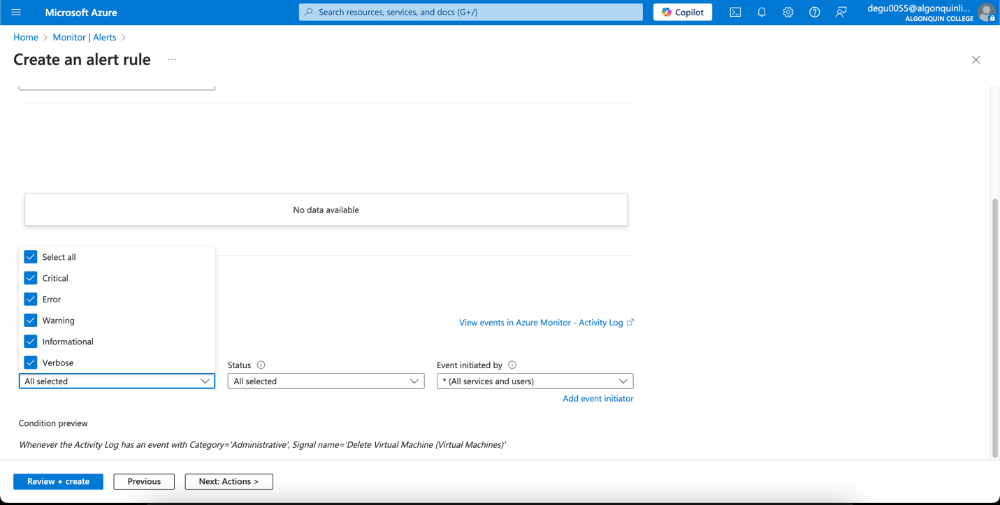 Microsoft Azure
Search resources, services, and docs (G+/)
Copilot
degu0055@algonquinli...
ALGONQUIN COLLEGE
Home > Monitor | Alerts >
Create an alert rule ...
No data available
Select all
Critical
Error
Warning
Informational
Verbose
View events in Azure Monitor - Activity Log
Status
Event initiated by
All selected
All selected
* (All services and users)
Add event initiator
Condition preview
Whenever the Activity Log has an event with Category='Administrative', Signal name='Delete Virtual Machine (Virtual Machines)'
Review + create
Previous
Next: Actions >